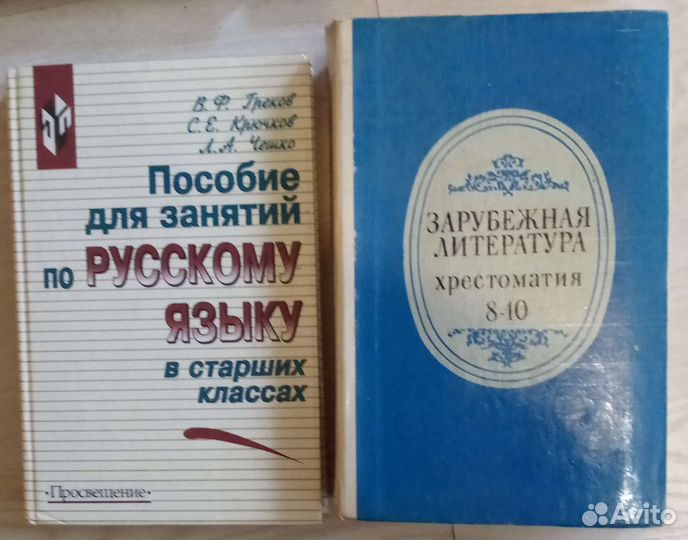 В. Ф. Греков
С. Е. Крючков
Л. А. Чешко
Пособие
для занятий
по РУССКОМУ
ЯЗЫКУ
в старших
классах
·Просвещение·
ЗАРУБЕЖНАЯ
ЛИТЕРАТУРА
хрестоматия
8-10
Avito